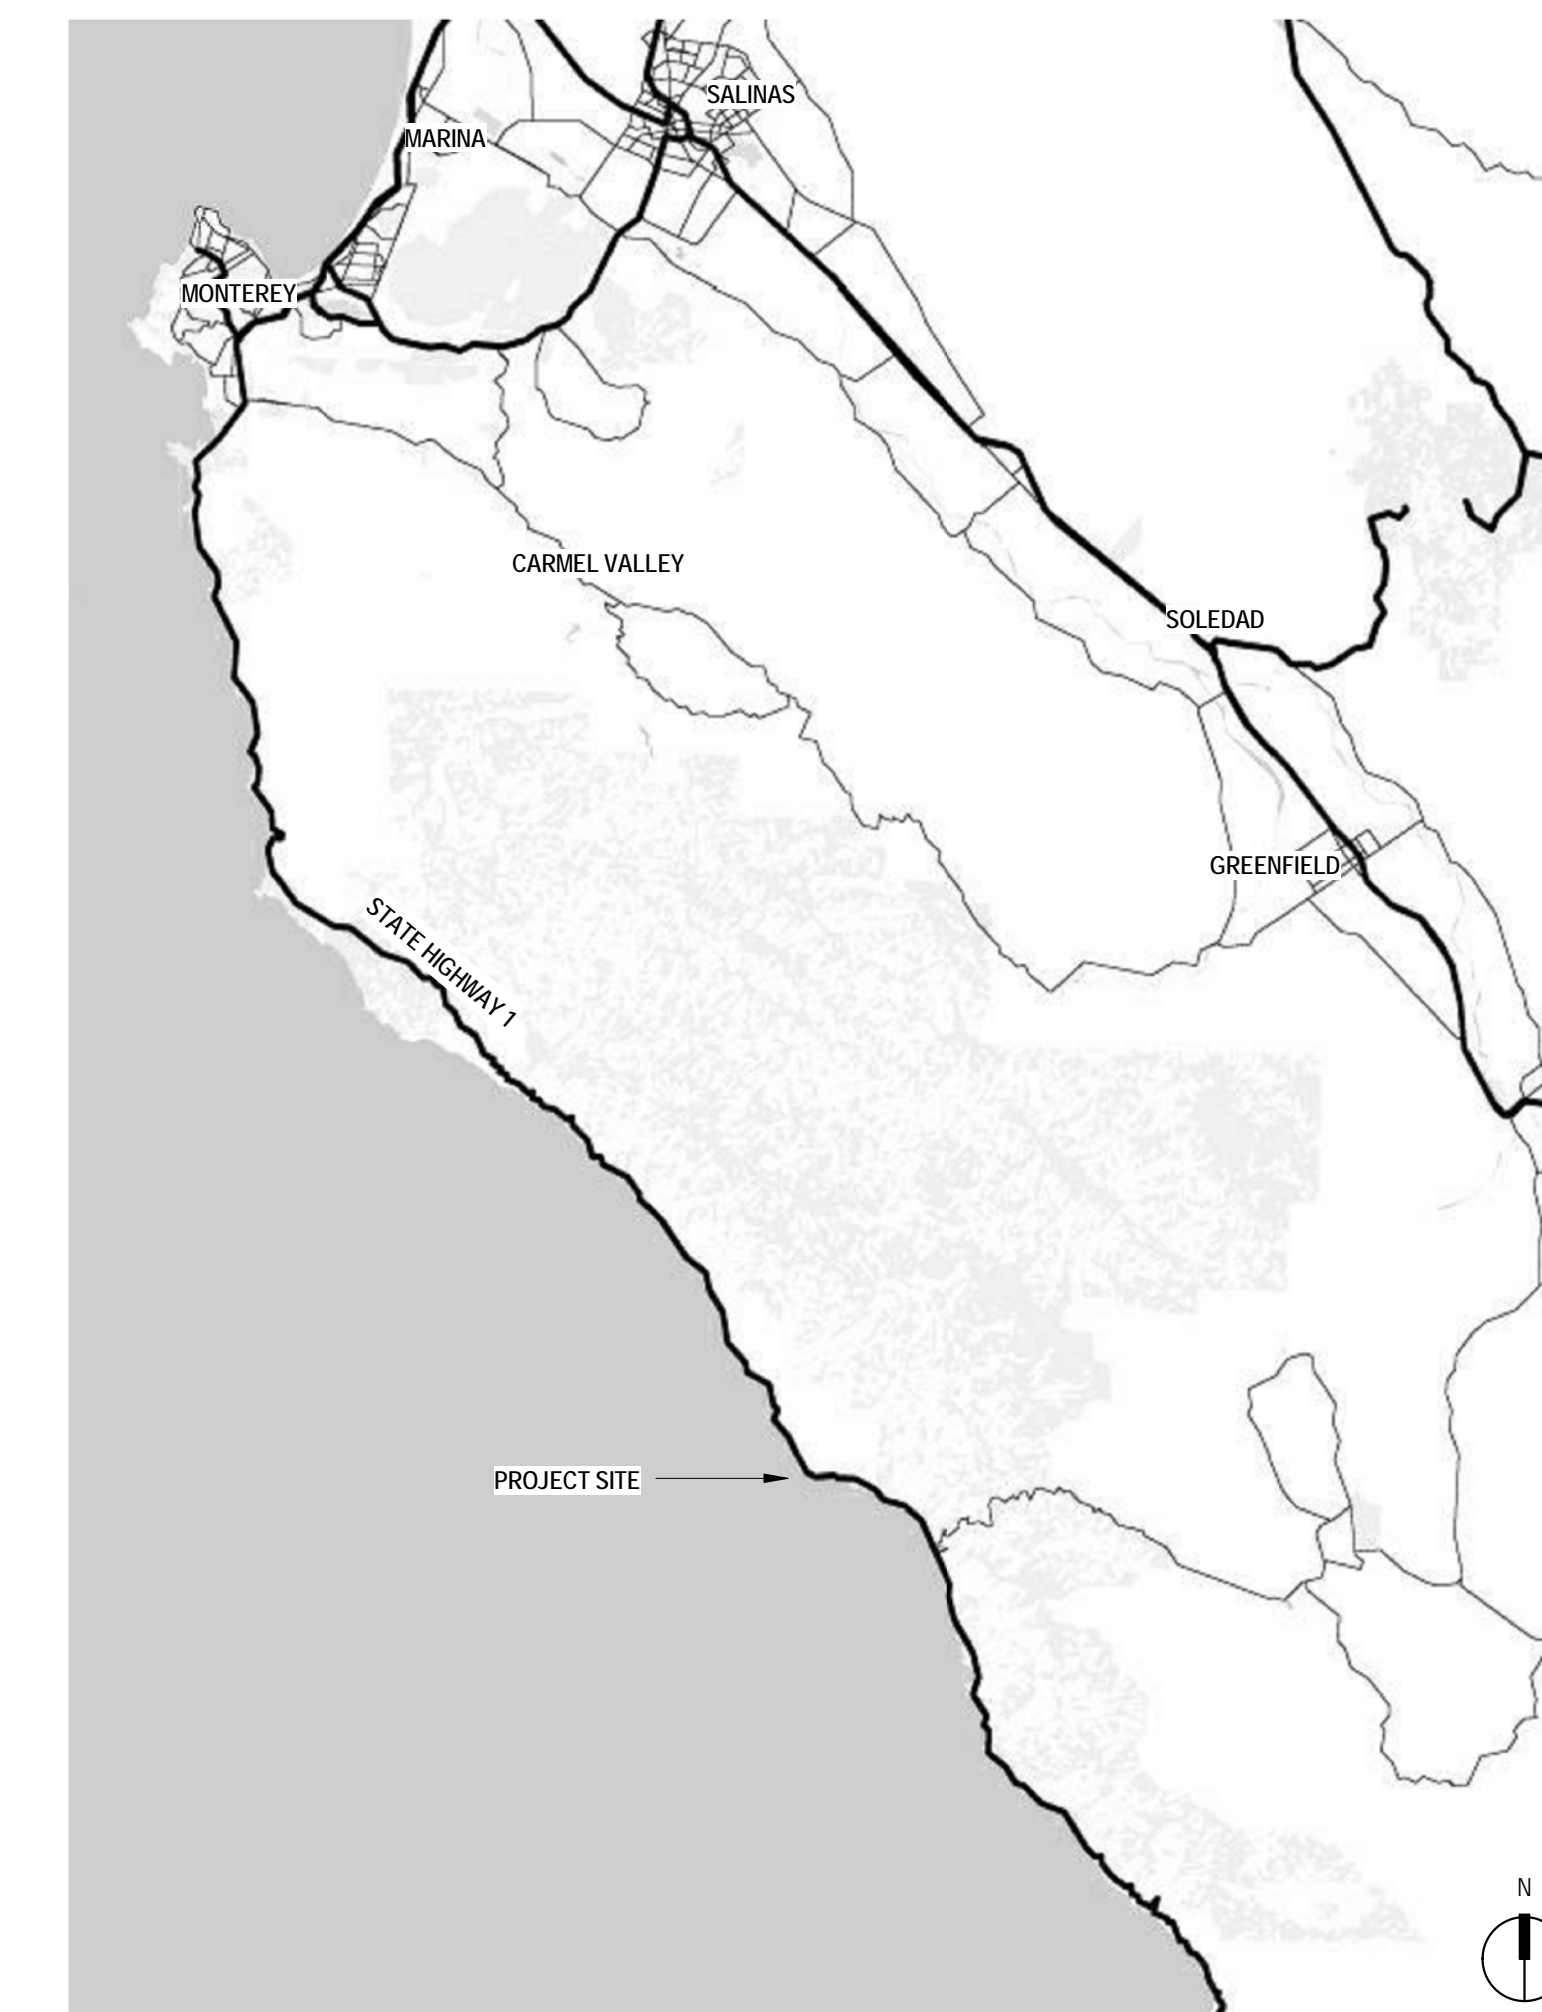 SALINAS
MARINA
MONTEREY
CARMEL VALLEY
SOLEDAD
GREENFIELD
STATE HIGHWAY 1
PROJECT SITE
N